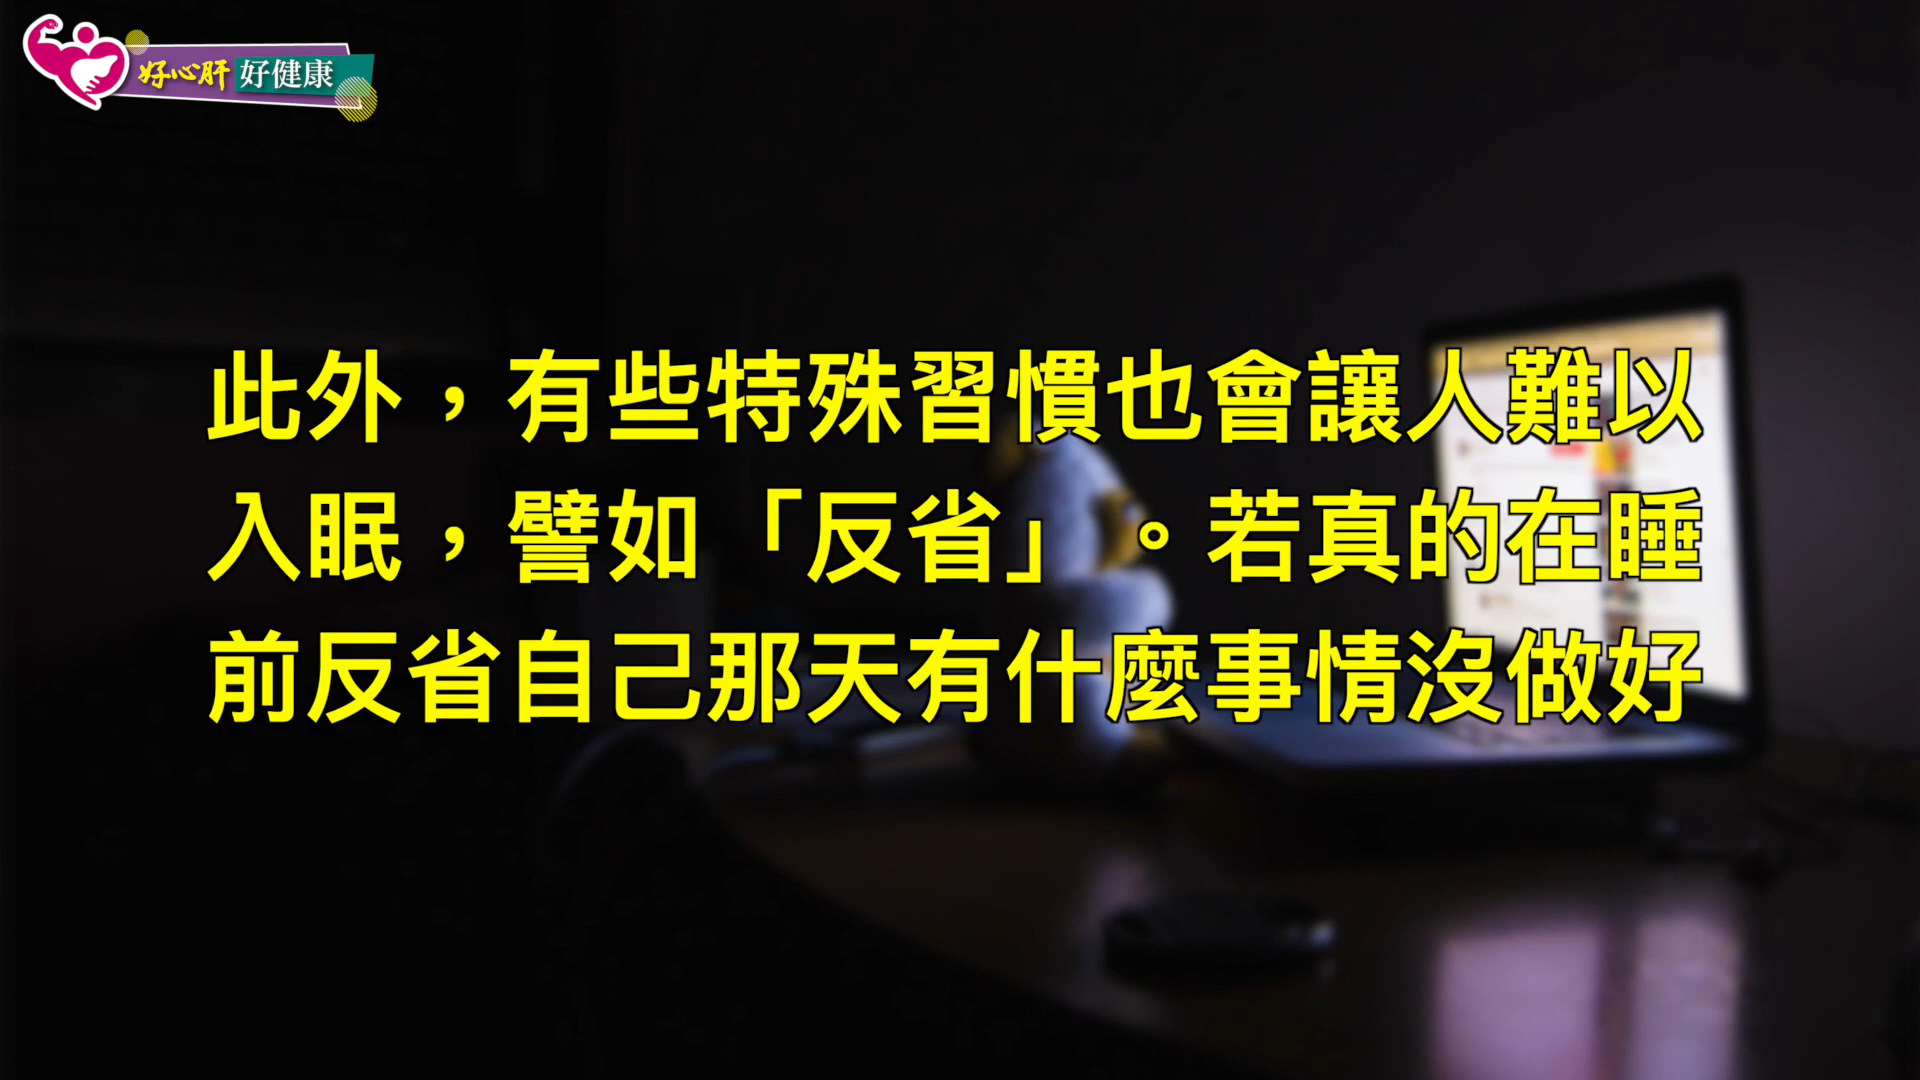 好心肝 好健康
此外，有些特殊習慣也會讓人難以
入眠，譬如「反省」。若真的在睡
前反省自己那天有什麼事情沒做好